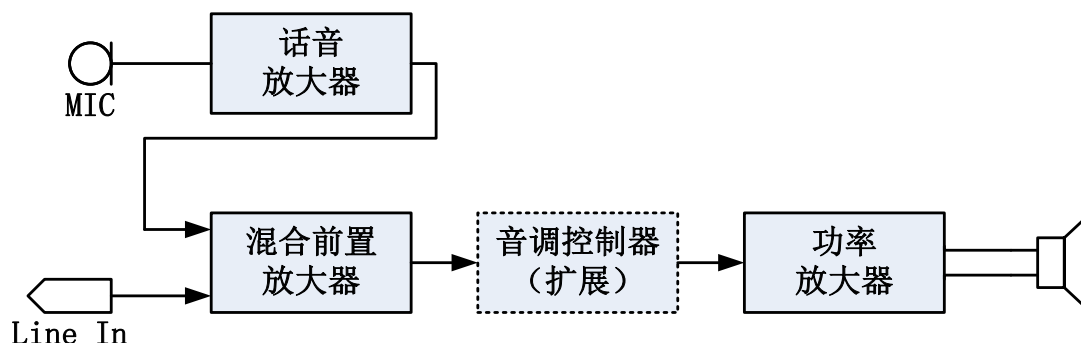 话音
放大器
MIC
混合前置
放大器
音调控制器
（扩展）
功率
放大器
Line In